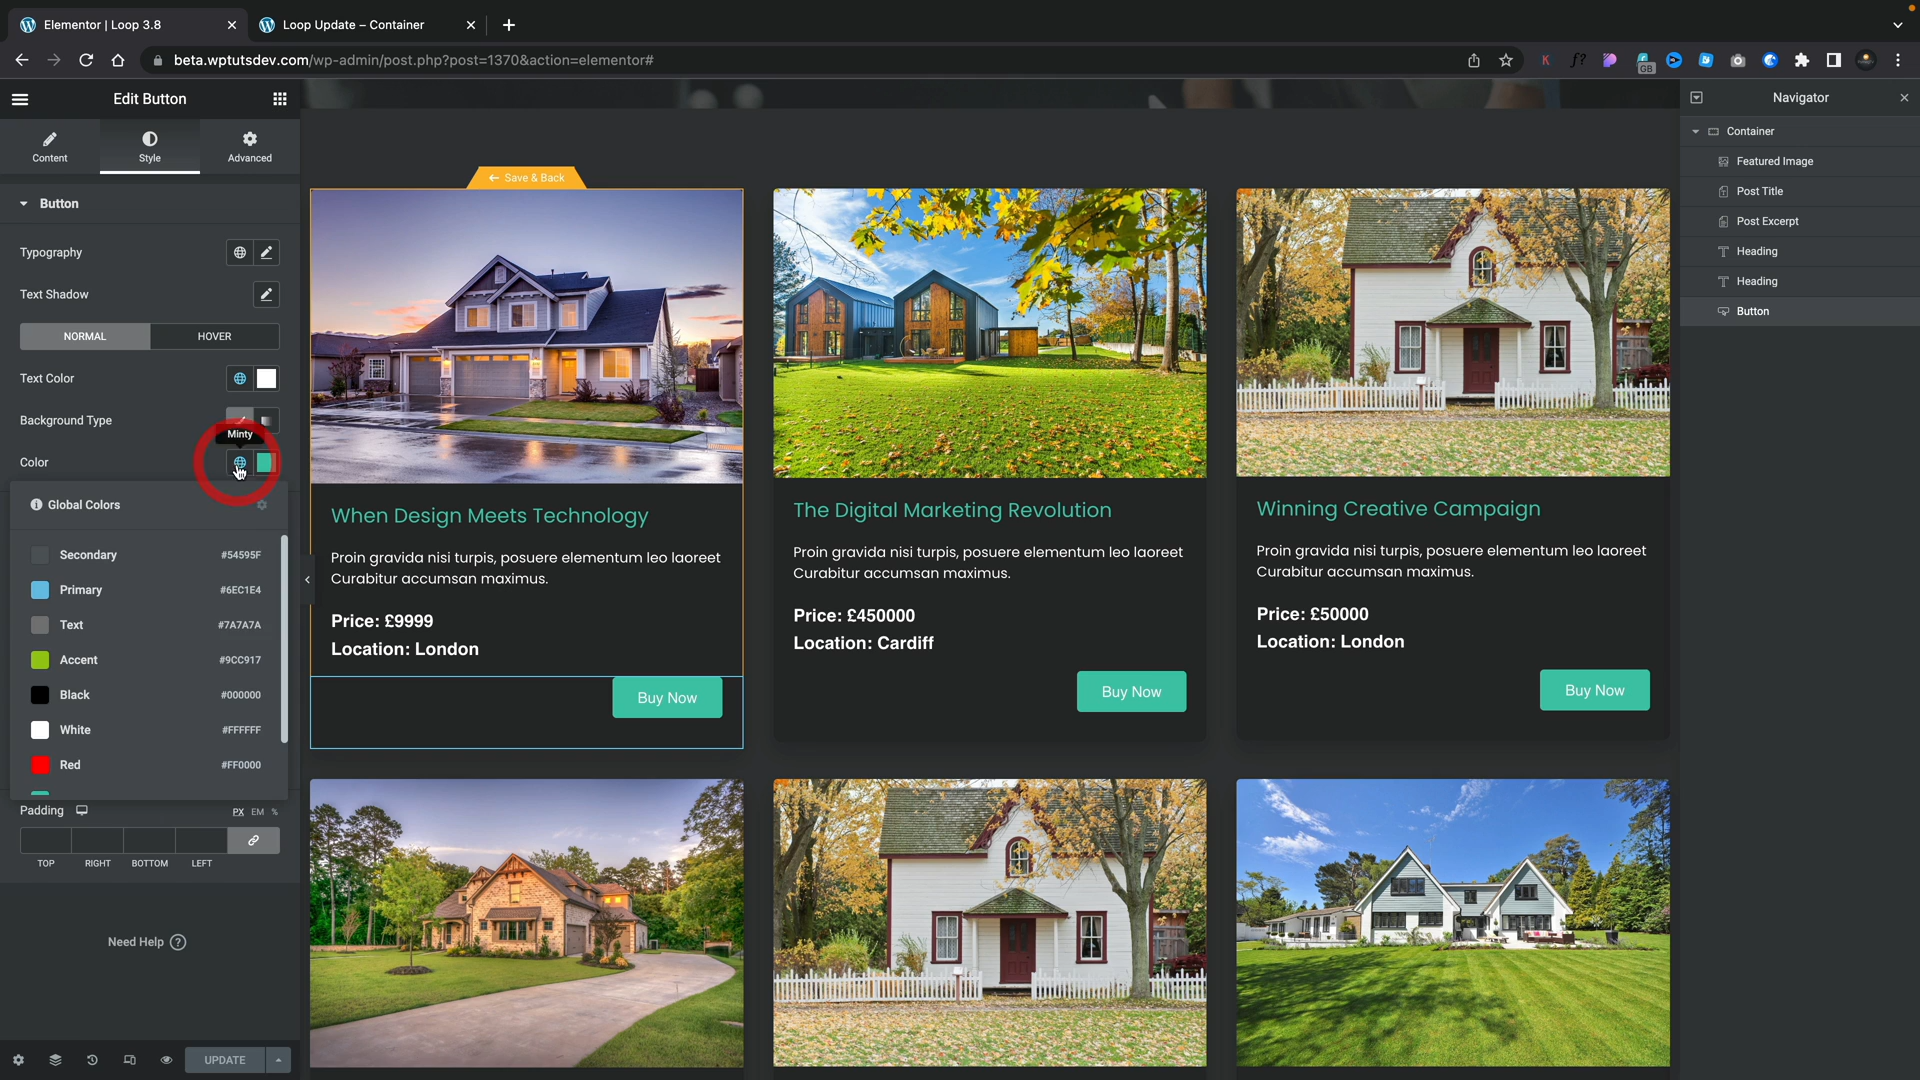 Elementor | Loop 3.8
Loop Update – Container
beta.wptutsdev.com/wp-admin/post.php?post=1370&action=elementor#
K
f?
GB
Edit Button
Content
Style
Advanced
Button
Typography
Text Shadow
NORMAL
HOVER
Text Color
Background Type
Minty
Color
Global Colors
Secondary #54595F
Primary #6EC1E4
Text #7A7A7A
Accent #9CC917
Black #000000
White #FFFFFF
Red #FF0000
Padding
PX EM %
TOP RIGHT BOTTOM LEFT
Need Help ?
UPDATE
← Save & Back
When Design Meets Technology
Proin gravida nisi turpis, posuere elementum leo laoreet
Curabitur accumsan maximus.
Price: £9999
Location: London
Buy Now
The Digital Marketing Revolution
Proin gravida nisi turpis, posuere elementum leo laoreet
Curabitur accumsan maximus.
Price: £450000
Location: Cardiff
Buy Now
Winning Creative Campaign
Proin gravida nisi turpis, posuere elementum leo laoreet
Curabitur accumsan maximus.
Price: £50000
Location: London
Buy Now
Navigator
Container
Featured Image
Post Title
Post Excerpt
Heading
Heading
Button